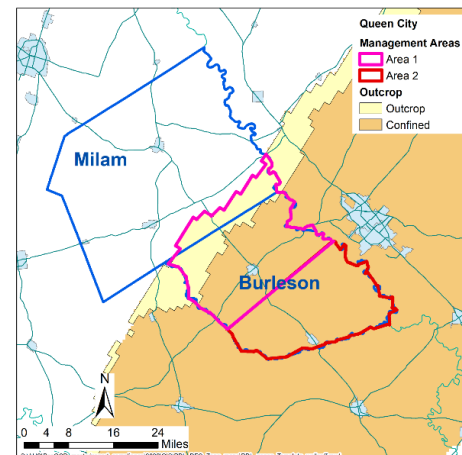 Queen City
Management Areas
Area 1
Area 2
Outcrop
Outcrop
Confined
Milam
Burleson
N
0 4 8 16 24
Miles